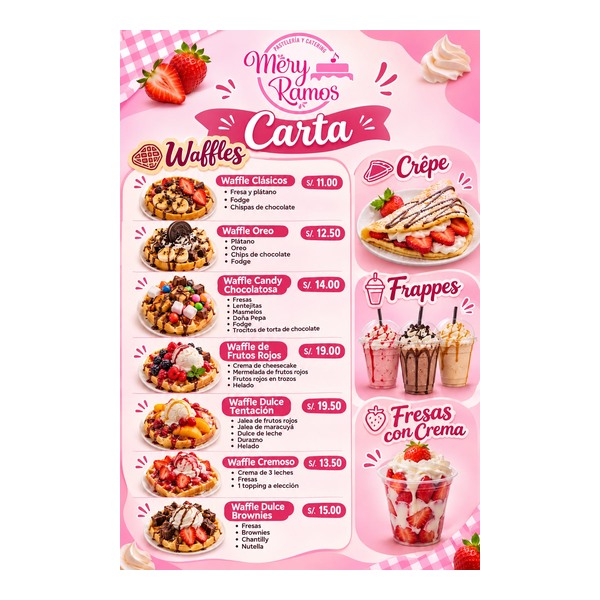 PASTELERÍA Y CATERING
Mery
Ramos
Carta
Waffles
Waffle Clásicos
S/. 11.00
• Fresa y plátano
• Fodge
• Chispas de chocolate
Waffle Oreo
S/. 12.50
• Plátano
• Oreo
• Chips de chocolate
• Fodge
Waffle Candy
Chocolatosa
S/. 14.00
• Fresas
• Lentejitas
• Masmelos
• Doña Pepa
• Fodge
• Trocitos de torta de chocolate
Waffle de
Frutos Rojos
S/. 19.00
• Crema de cheesecake
• Mermelada de frutos rojos
• Frutos rojos en trozos
• Helado
Waffle Dulce
Tentación
S/. 19.50
• Jalea de frutos rojos
• Jalea de maracuyá
• Dulce de leche
• Durazno
• Helado
Waffle Cremoso
S/. 13.50
• Crema de 3 leches
• Fresas
• 1 topping a elección
Waffle Dulce
Brownies
S/. 15.00
• Fresas
• Brownies
• Chantilly
• Nutella
Crêpe
Frappes
Fresas
con Crema